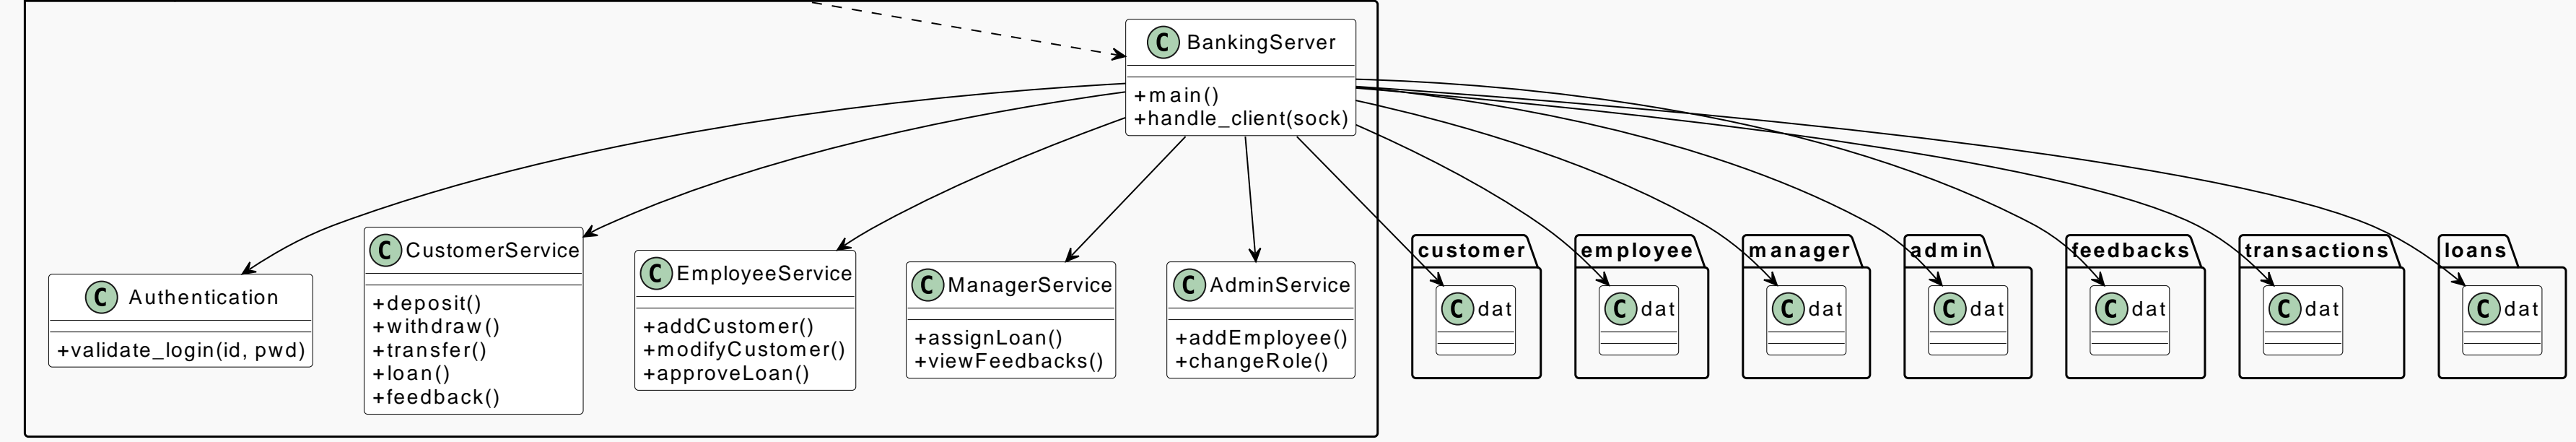 C BankingServer
+main()
+handle_client(sock)
C Authentication
+validate_login(id, pwd)
C CustomerService
+deposit()
+withdraw()
+transfer()
+loan()
+feedback()
C EmployeeService
+addCustomer()
+modifyCustomer()
+approveLoan()
C ManagerService
+assignLoan()
+viewFeedbacks()
C AdminService
+addEmployee()
+changeRole()
customer
C dat
employee
C dat
manager
C dat
admin
C dat
feedbacks
C dat
transactions
C dat
loans
C dat